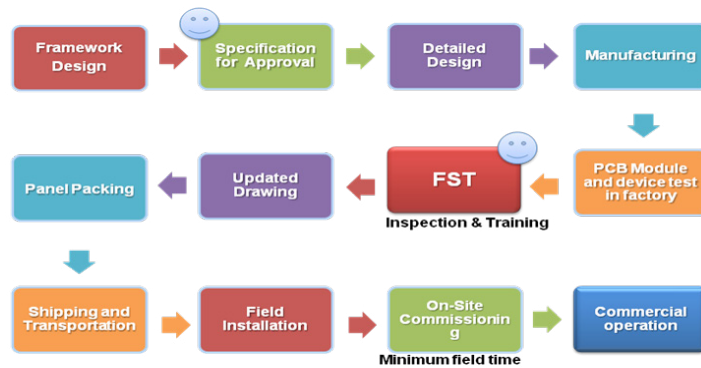 Framework
Design
Specification
for Approval
Detailed
Design
Manufacturing
Panel Packing
Updated
Drawing
FST
Inspection & Training
PCB Module
and device test
in factory
Shipping and
Transportation
Field
Installation
On-Site
Commissionin
g
Minimum field time
Commercial
operation